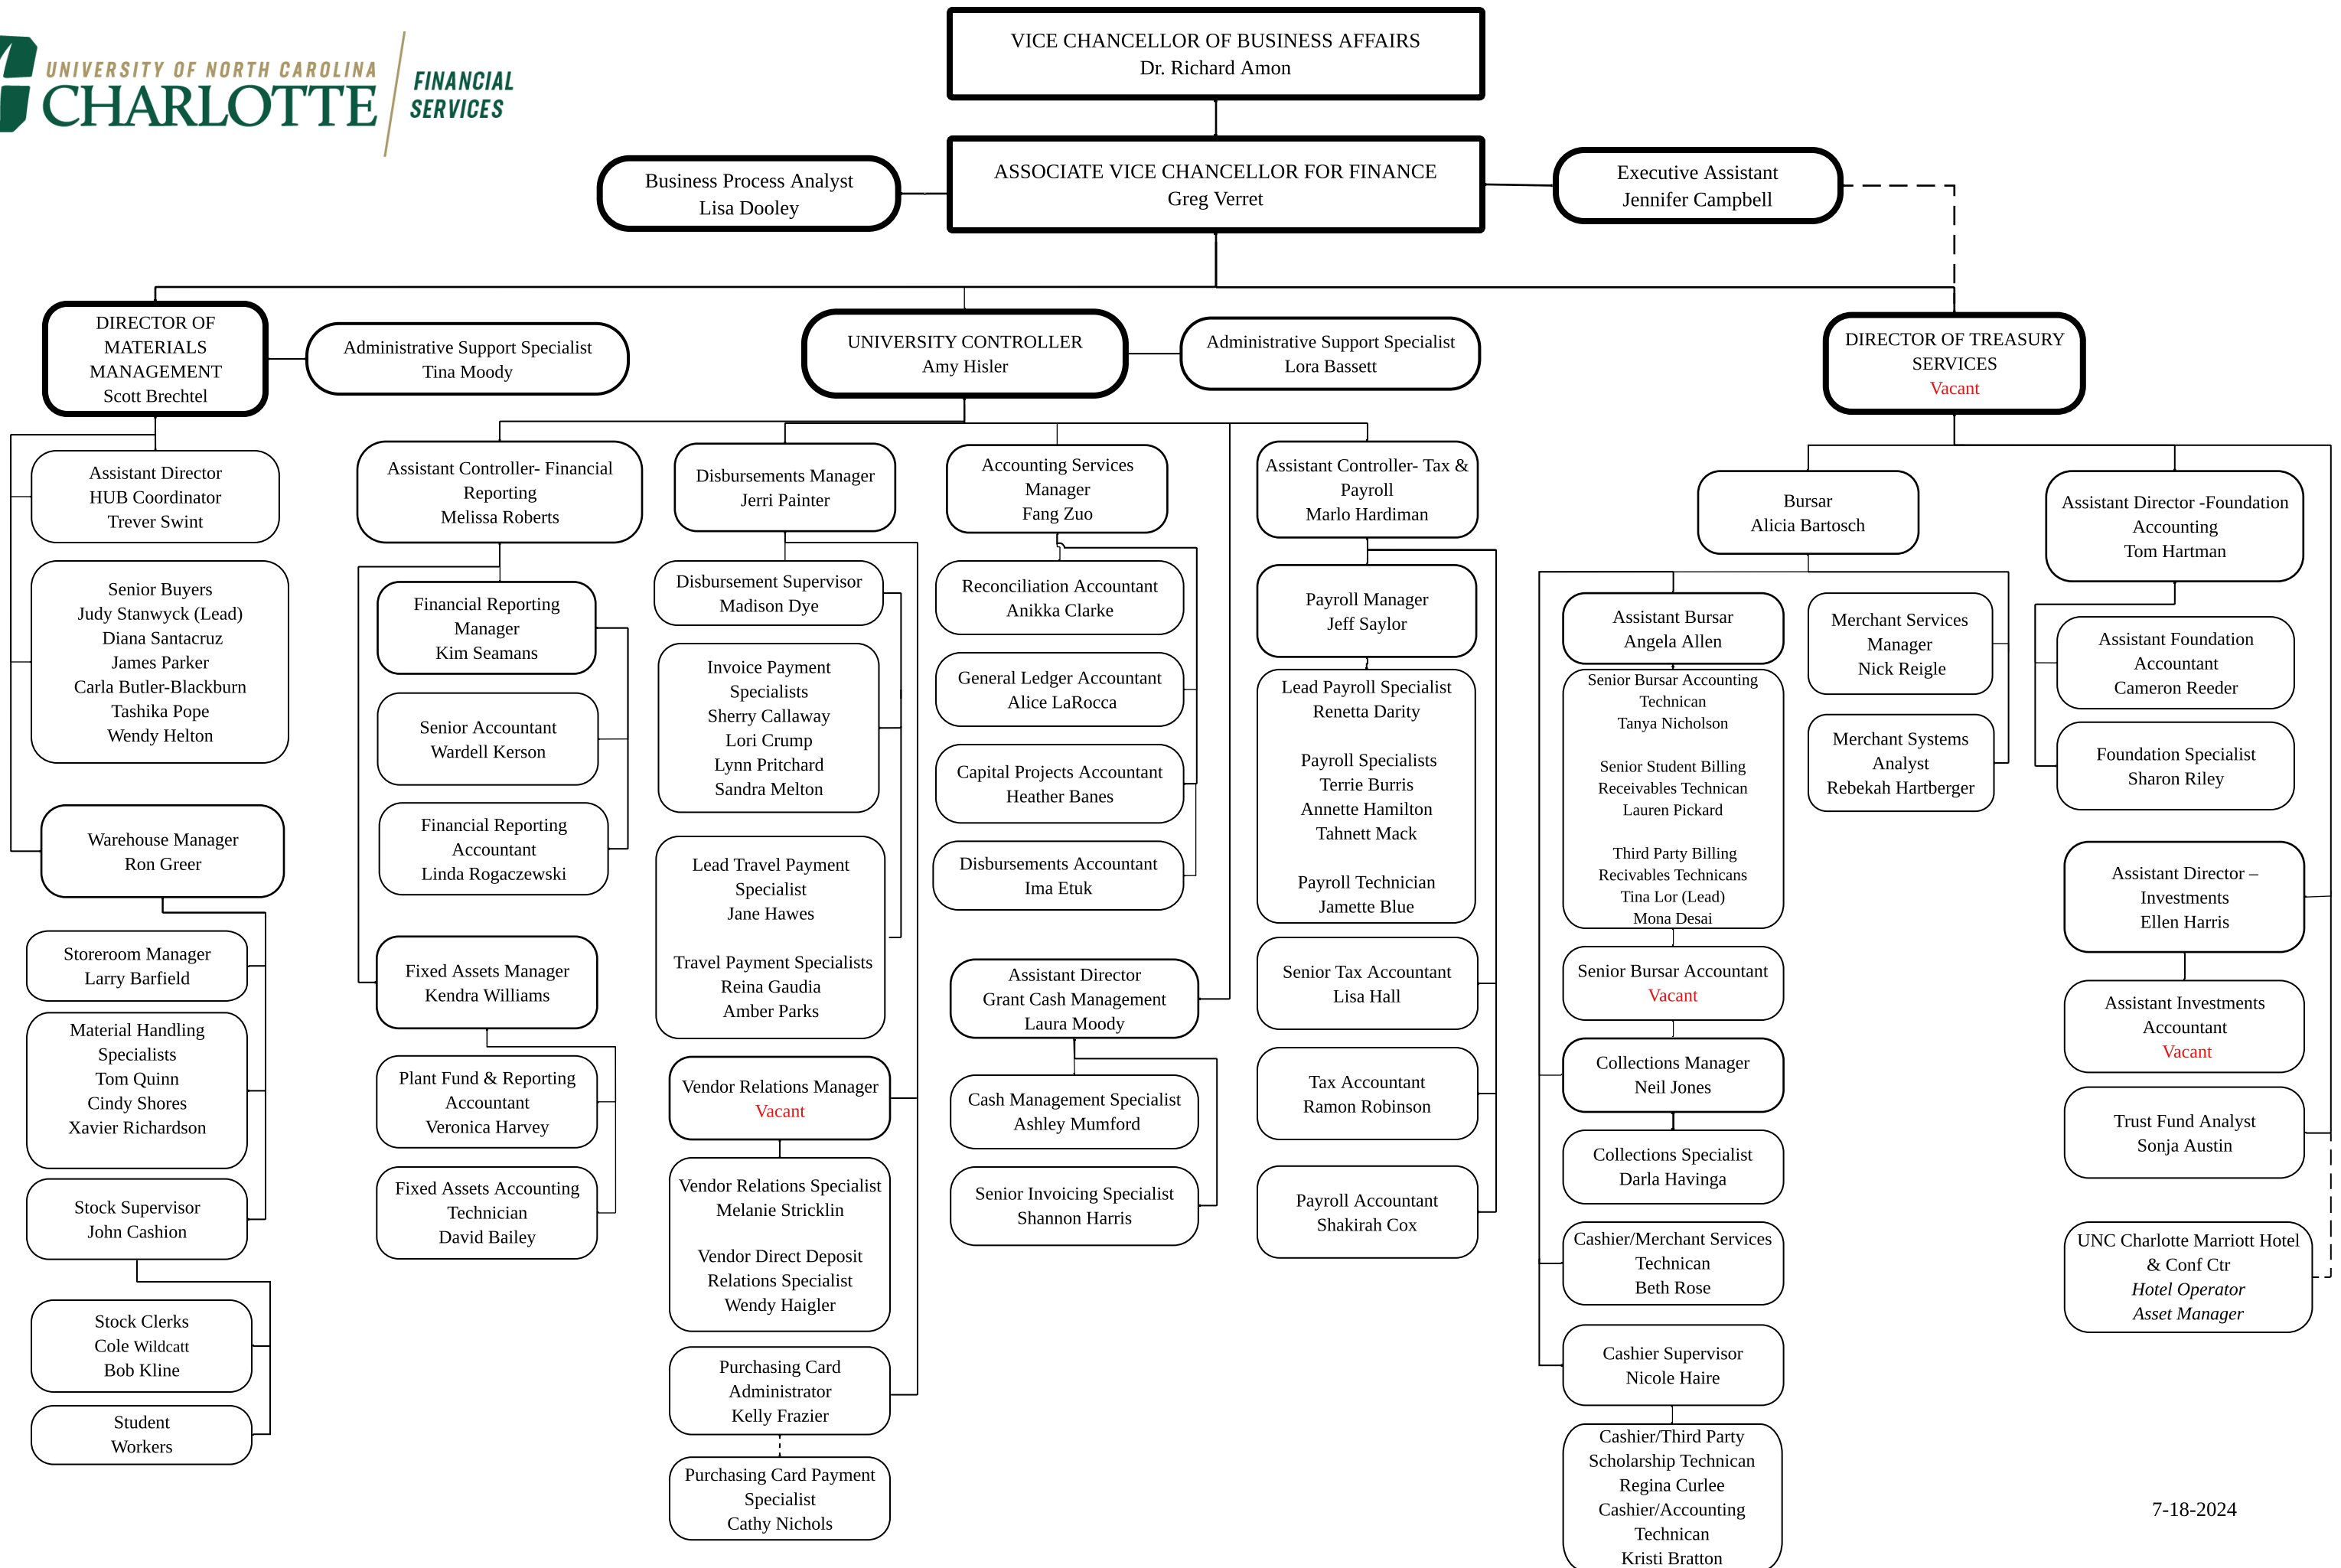 UNIVERSITY OF NORTH CAROLINA
CHARLOTTE
FINANCIAL
SERVICES
VICE CHANCELLOR OF BUSINESS AFFAIRS
Dr. Richard Amon
ASSOCIATE VICE CHANCELLOR FOR FINANCE
Greg Verret
Business Process Analyst
Lisa Dooley
Executive Assistant
Jennifer Campbell
DIRECTOR OF
MATERIALS
MANAGEMENT
Scott Brechtel
Administrative Support Specialist
Tina Moody
UNIVERSITY CONTROLLER
Amy Hisler
Administrative Support Specialist
Lora Bassett
DIRECTOR OF TREASURY
SERVICES
Vacant
Assistant Director
HUB Coordinator
Trever Swint
Senior Buyers
Judy Stanwyck (Lead)
Diana Santacruz
James Parker
Carla Butler-Blackburn
Tashika Pope
Wendy Helton
Warehouse Manager
Ron Greer
Storeroom Manager
Larry Barfield
Material Handling
Specialists
Tom Quinn
Cindy Shores
Xavier Richardson
Stock Supervisor
John Cashion
Stock Clerks
Cole Wildcatt
Bob Kline
Student
Workers
Assistant Controller- Financial
Reporting
Melissa Roberts
Financial Reporting
Manager
Kim Seamans
Senior Accountant
Wardell Kerson
Financial Reporting
Accountant
Linda Rogaczewski
Fixed Assets Manager
Kendra Williams
Plant Fund & Reporting
Accountant
Veronica Harvey
Fixed Assets Accounting
Technician
David Bailey
Disbursements Manager
Jerri Painter
Disbursement Supervisor
Madison Dye
Invoice Payment
Specialists
Sherry Callaway
Lori Crump
Lynn Pritchard
Sandra Melton
Lead Travel Payment
Specialist
Jane Hawes
Travel Payment Specialists
Reina Gaudia
Amber Parks
Vendor Relations Manager
Vacant
Vendor Relations Specialist
Melanie Stricklin
Vendor Direct Deposit
Relations Specialist
Wendy Haigler
Purchasing Card
Administrator
Kelly Frazier
Purchasing Card Payment
Specialist
Cathy Nichols
Accounting Services
Manager
Fang Zuo
Reconciliation Accountant
Anikka Clarke
General Ledger Accountant
Alice LaRocca
Capital Projects Accountant
Heather Banes
Disbursements Accountant
Ima Etuk
Assistant Director
Grant Cash Management
Laura Moody
Cash Management Specialist
Ashley Mumford
Senior Invoicing Specialist
Shannon Harris
Assistant Controller- Tax &
Payroll
Marlo Hardiman
Payroll Manager
Jeff Saylor
Lead Payroll Specialist
Renetta Darity
Payroll Specialists
Terrie Burris
Annette Hamilton
Tahnett Mack
Payroll Technician
Jamette Blue
Senior Tax Accountant
Lisa Hall
Tax Accountant
Ramon Robinson
Payroll Accountant
Shakirah Cox
Bursar
Alicia Bartosch
Assistant Bursar
Angela Allen
Senior Bursar Accounting
Technican
Tanya Nicholson
Senior Student Billing
Receivables Technican
Lauren Pickard
Third Party Billing
Recivables Technicans
Tina Lor (Lead)
Mona Desai
Senior Bursar Accountant
Vacant
Collections Manager
Neil Jones
Collections Specialist
Darla Havinga
Cashier/Merchant Services
Technican
Beth Rose
Cashier Supervisor
Nicole Haire
Cashier/Third Party
Scholarship Technican
Regina Curlee
Cashier/Accounting
Technican
Kristi Bratton
Merchant Services
Manager
Nick Reigle
Merchant Systems
Analyst
Rebekah Hartberger
Assistant Director -Foundation
Accounting
Tom Hartman
Assistant Foundation
Accountant
Cameron Reeder
Foundation Specialist
Sharon Riley
Assistant Director –
Investments
Ellen Harris
Assistant Investments
Accountant
Vacant
Trust Fund Analyst
Sonja Austin
UNC Charlotte Marriott Hotel
& Conf Ctr
Hotel Operator
Asset Manager
7-18-2024